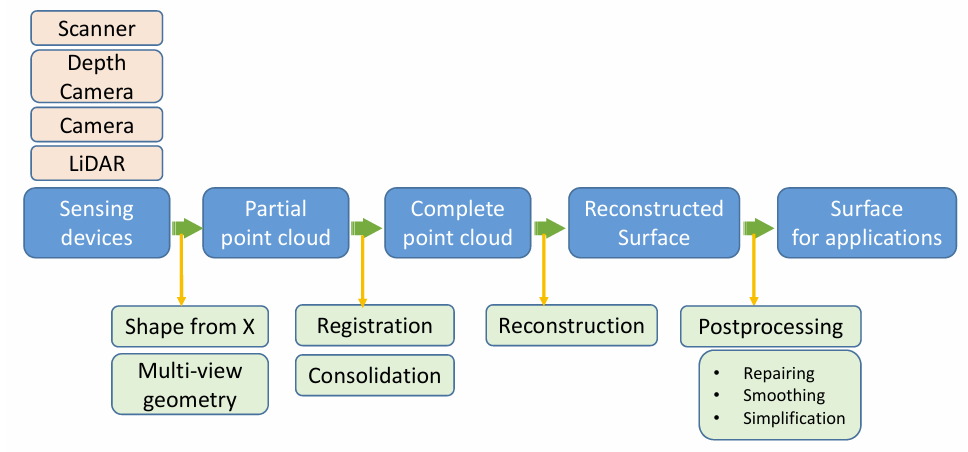 Scanner
Depth
Camera
Camera
LiDAR
Sensing
devices
Partial
point cloud
Complete
point cloud
Reconstructed
Surface
Surface
for applications
Shape from X
Multi-view
geometry
Registration
Consolidation
Reconstruction
Postprocessing
• Repairing
• Smoothing
• Simplification